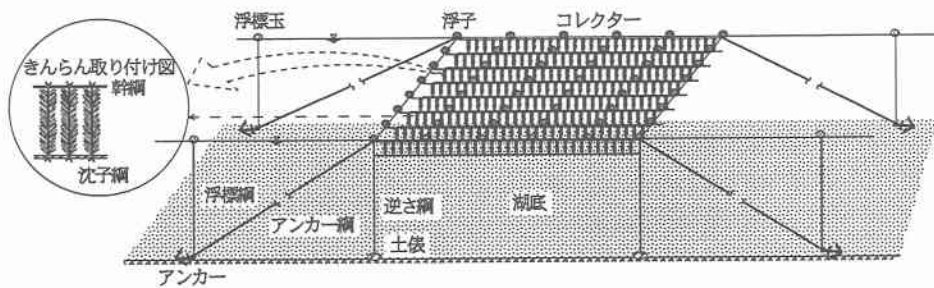 浮標玉
浮子
コレクター
きんらん取り付け図
幹綱
沈子綱
浮標綱
アンカー綱
逆さ綱
湖底
土俵
アンカー